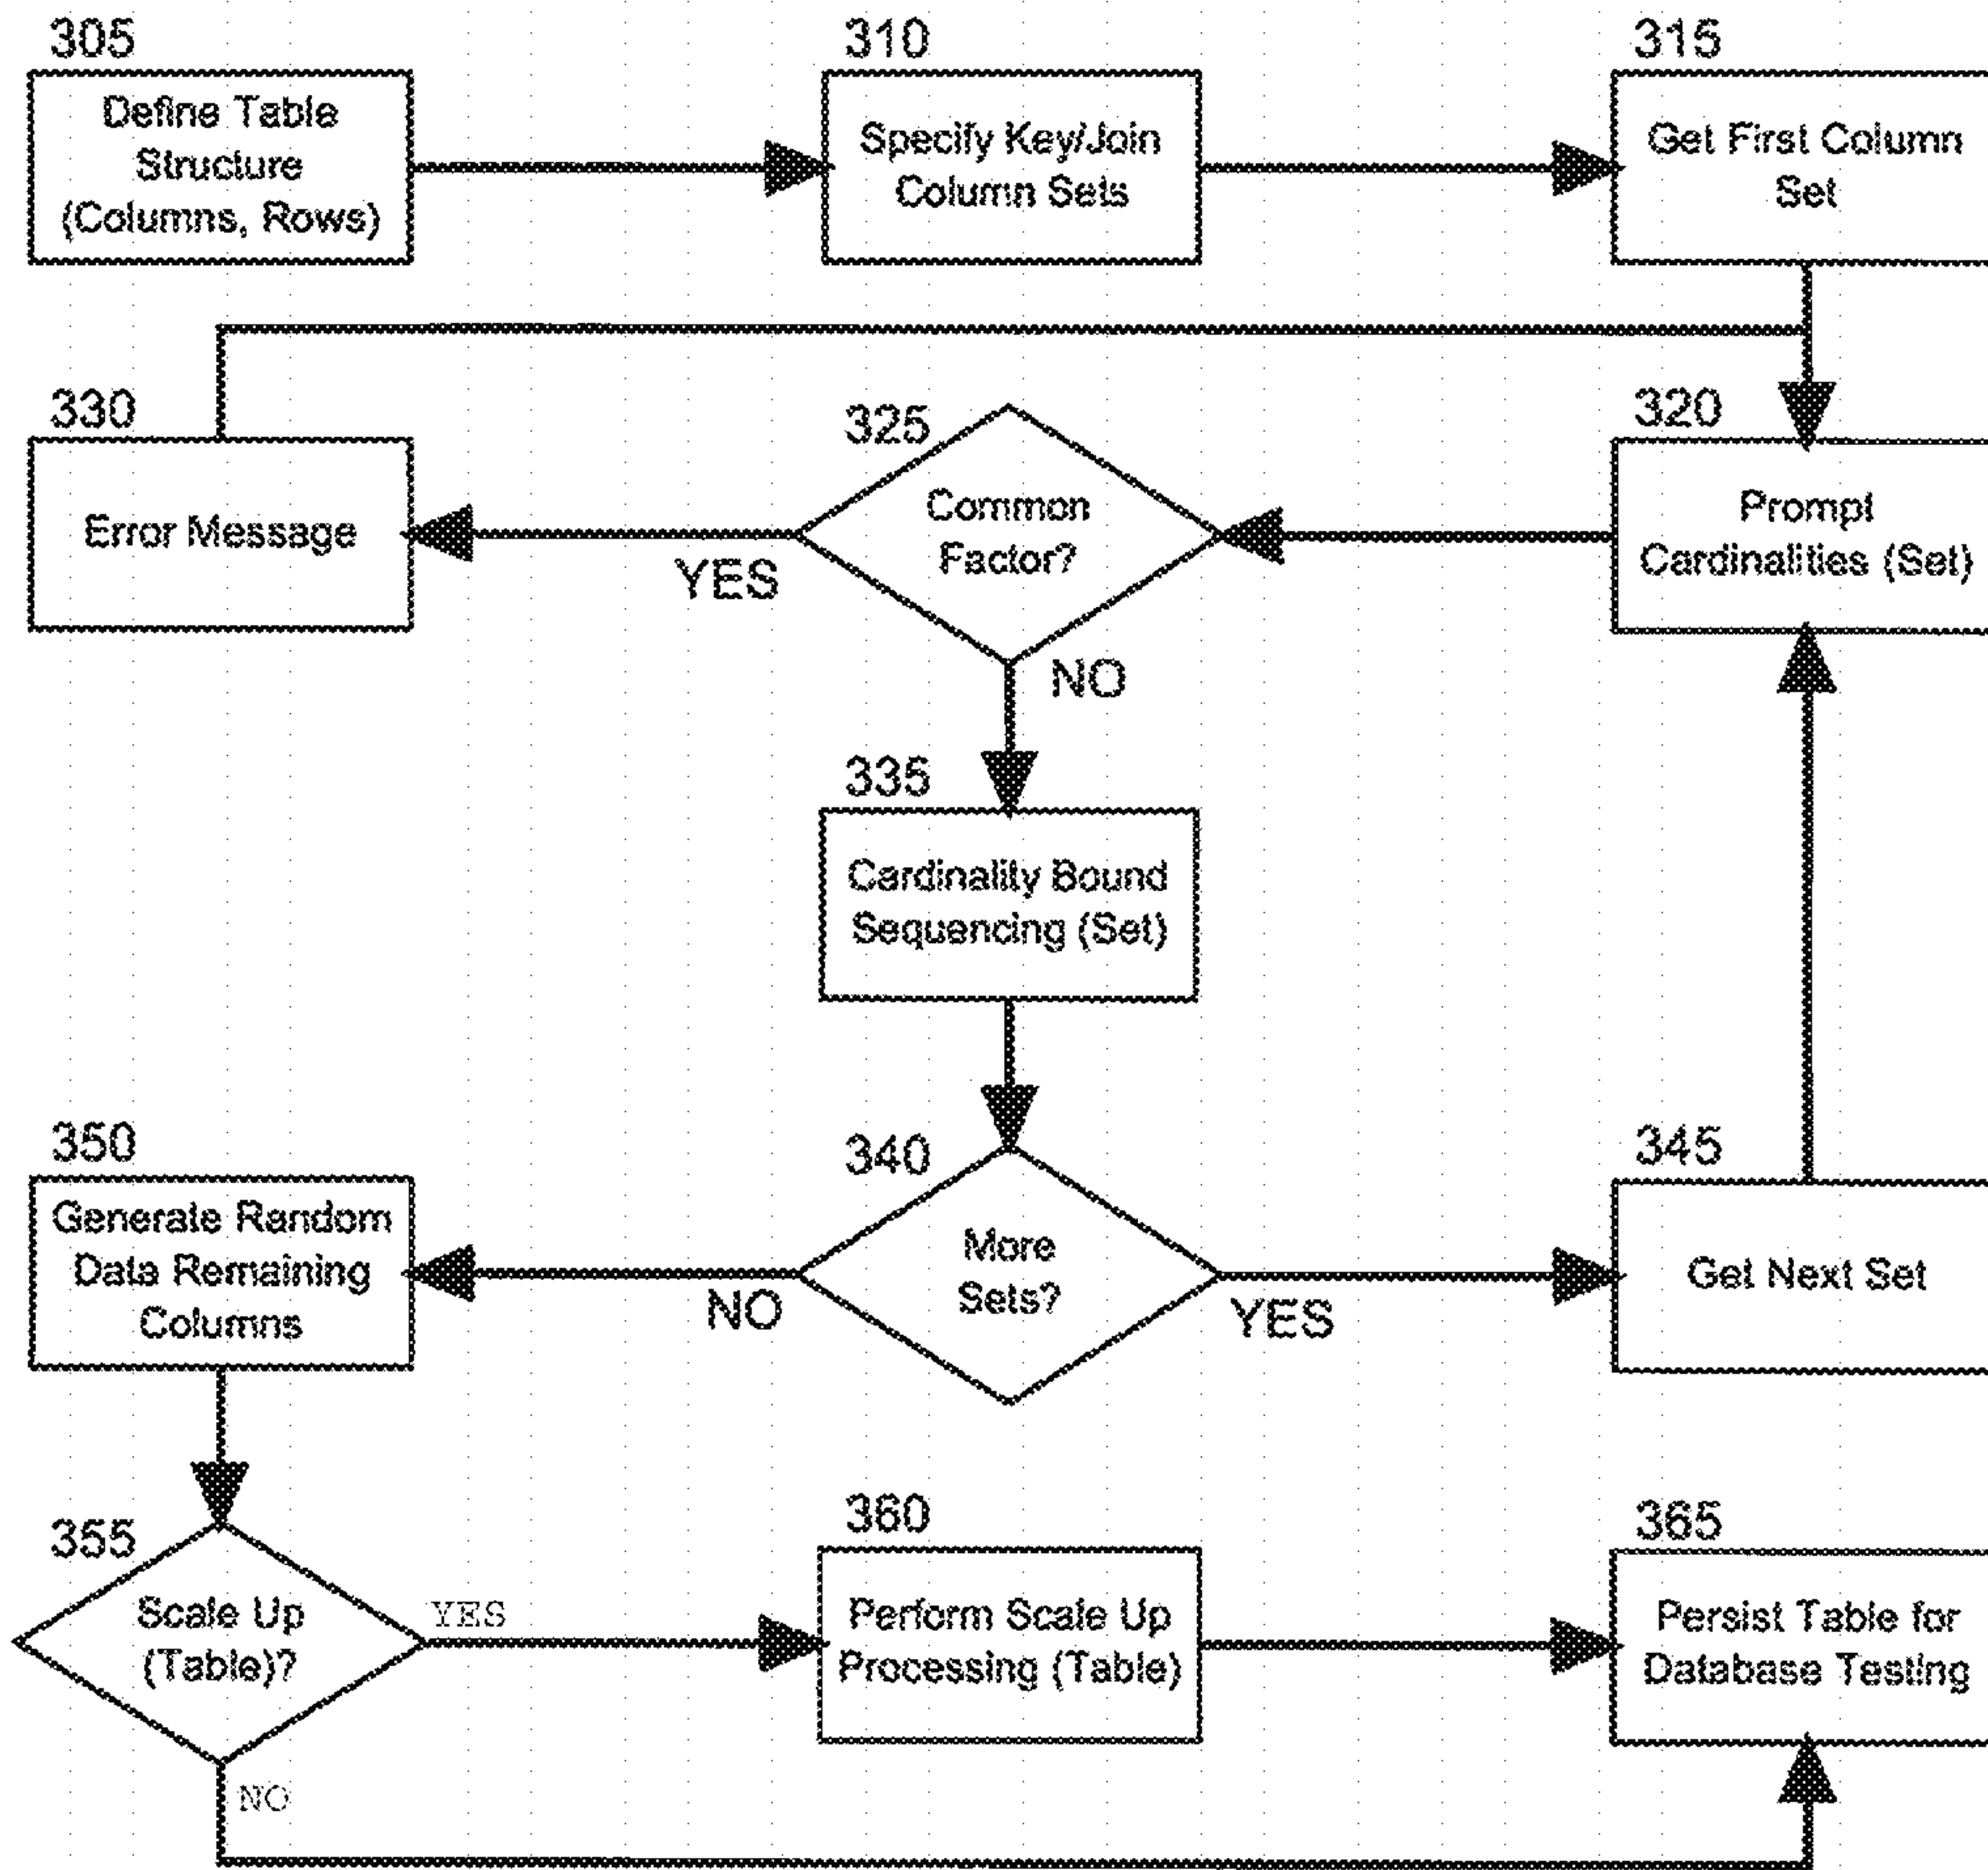 305
Define Table
Structure
(Columns, Rows)
310
Specify Key/Join
Column Sets
315
Get First Column
Set
330
Error Message
325
Common
Factor?
YES
NO
320
Prompt
Cardinalities (Set)
335
Cardinality Bound
Sequencing (Set)
350
Generate Random
Data Remaining
Columns
340
More
Sets?
NO
YES
345
Get Next Set
355
Scale Up
(Table)?
YES
NO
360
Perform Scale Up
Processing (Table)
365
Persist Table for
Database Testing